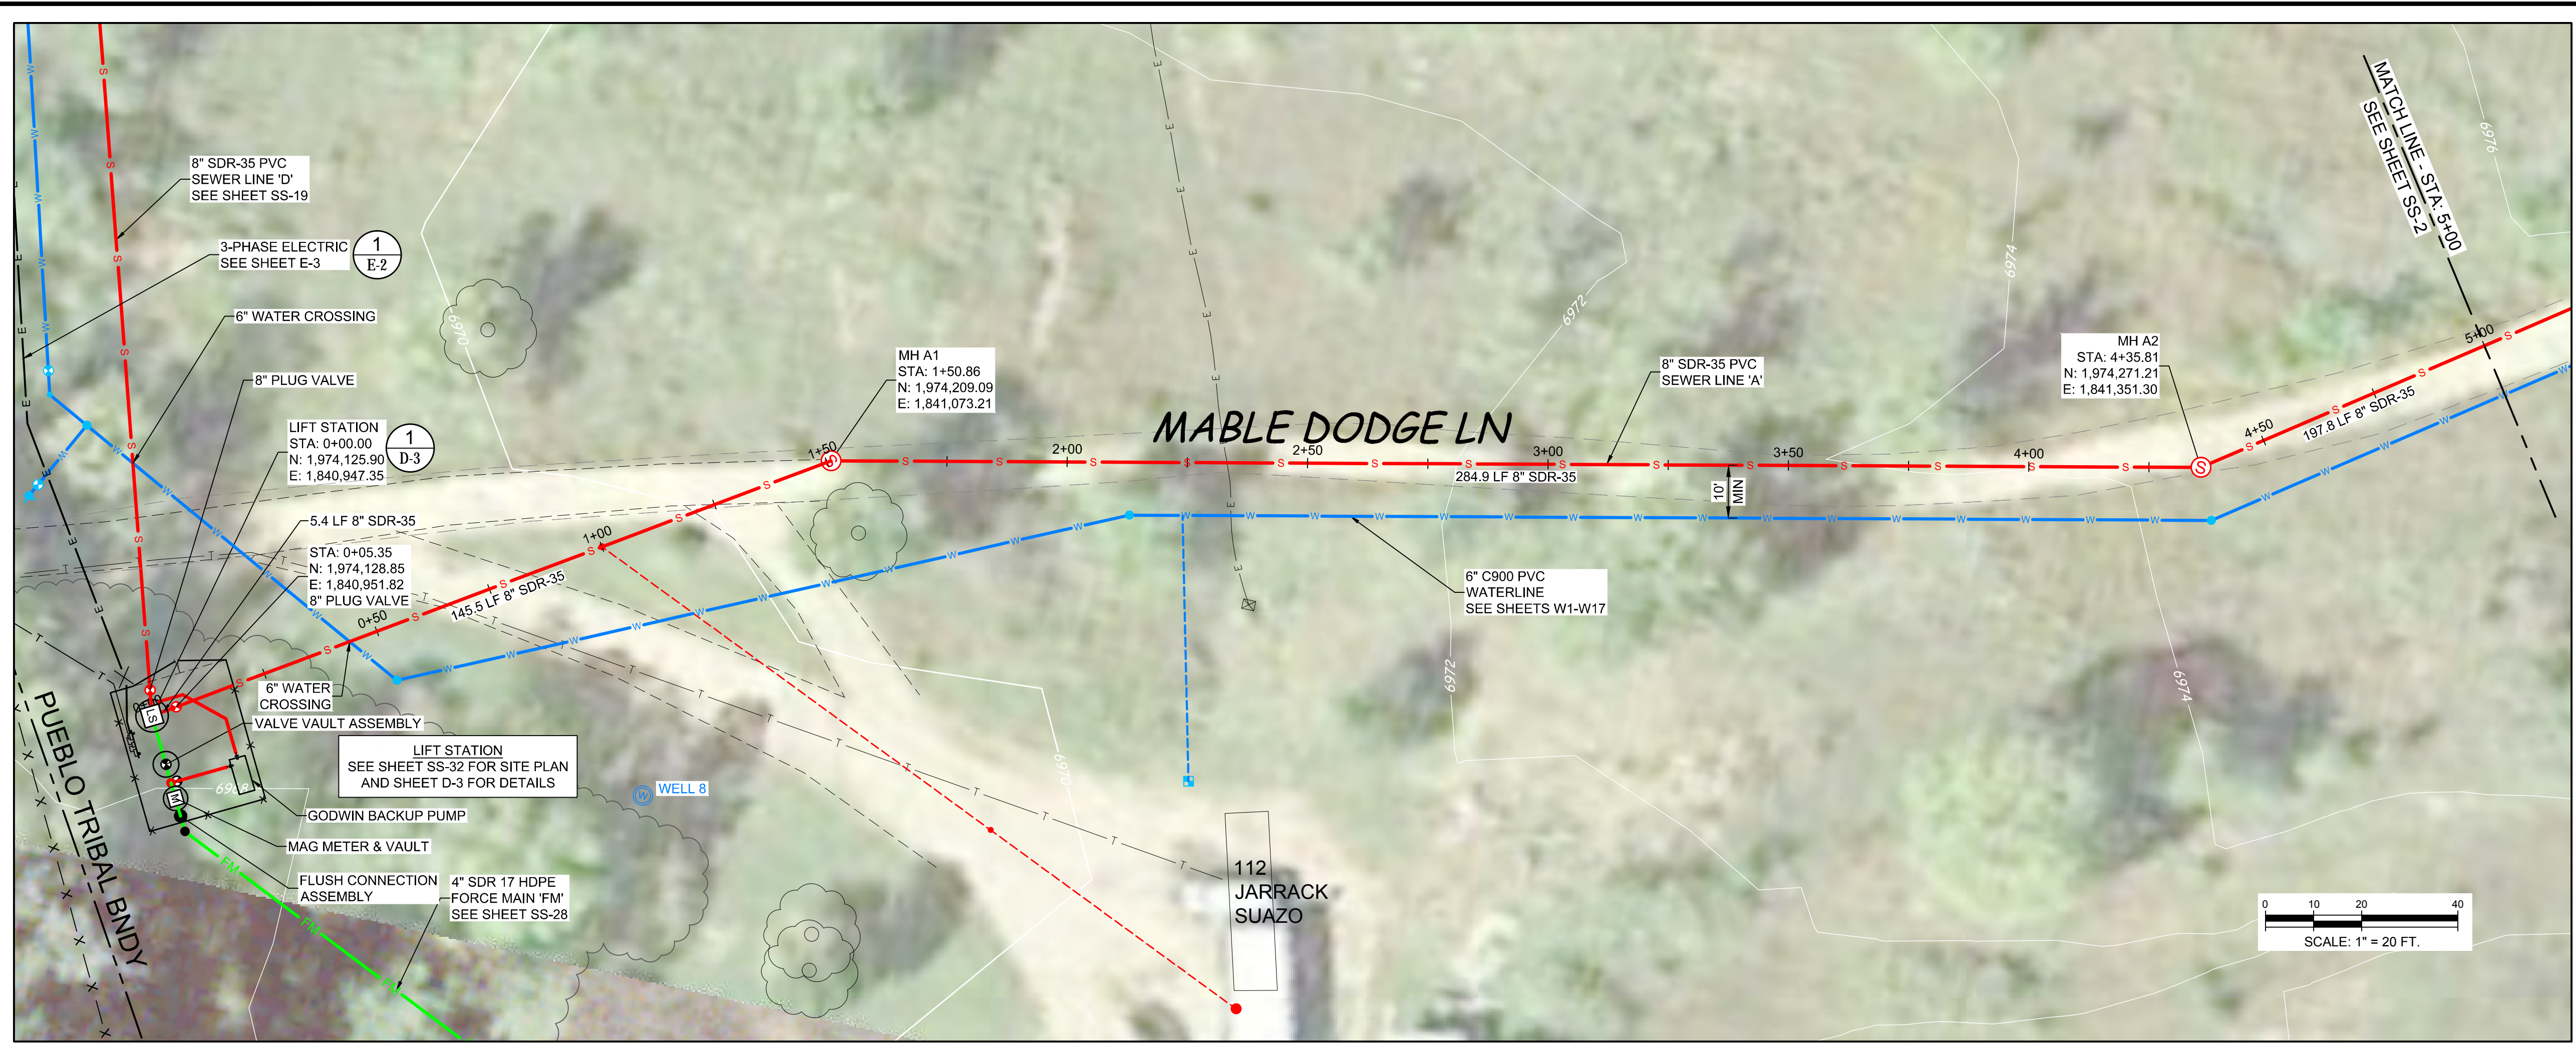 8" SDR-35 PVC
SEWER LINE 'D'
SEE SHEET SS-19
3-PHASE ELECTRIC
SEE SHEET E-3
1
E-2
6" WATER CROSSING
8" PLUG VALVE
LIFT STATION
STA: 0+00.00
N: 1,974,125.90
E: 1,840,947.35
1
D-3
5.4 LF 8" SDR-35
STA: 0+05.35
N: 1,974,128.85
E: 1,840,951.82
8" PLUG VALVE
6" WATER
CROSSING
VALVE VAULT ASSEMBLY
LIFT STATION
SEE SHEET SS-32 FOR SITE PLAN
AND SHEET D-3 FOR DETAILS
GODWIN BACKUP PUMP
MAG METER & VAULT
FLUSH CONNECTION
ASSEMBLY
4" SDR 17 HDPE
FORCE MAIN 'FM'
SEE SHEET SS-28
PUEBLO TRIBAL BNDY
LS
M
6968
FM
FM
FM
WELL 8
W
0+50
145.5 LF 8" SDR-35
1+00
1+50
6970
MH A1
STA: 1+50.86
N: 1,974,209.09
E: 1,841,073.21
MABLE DODGE LN
2+00
2+50
3+00
3+50
4+00
284.9 LF 8" SDR-35
10'
MIN
8" SDR-35 PVC
SEWER LINE 'A'
6" C900 PVC
WATERLINE
SEE SHEETS W1-W17
6972
6972
6970
6974
6974
6976
112
JARRACK
SUAZO
MH A2
STA: 4+35.81
N: 1,974,271.21
E: 1,841,351.30
4+50
197.8 LF 8" SDR-35
5+00
MATCH LINE - STA: 5+00
SEE SHEET SS-2
0 10 20 40
SCALE: 1" = 20 FT.